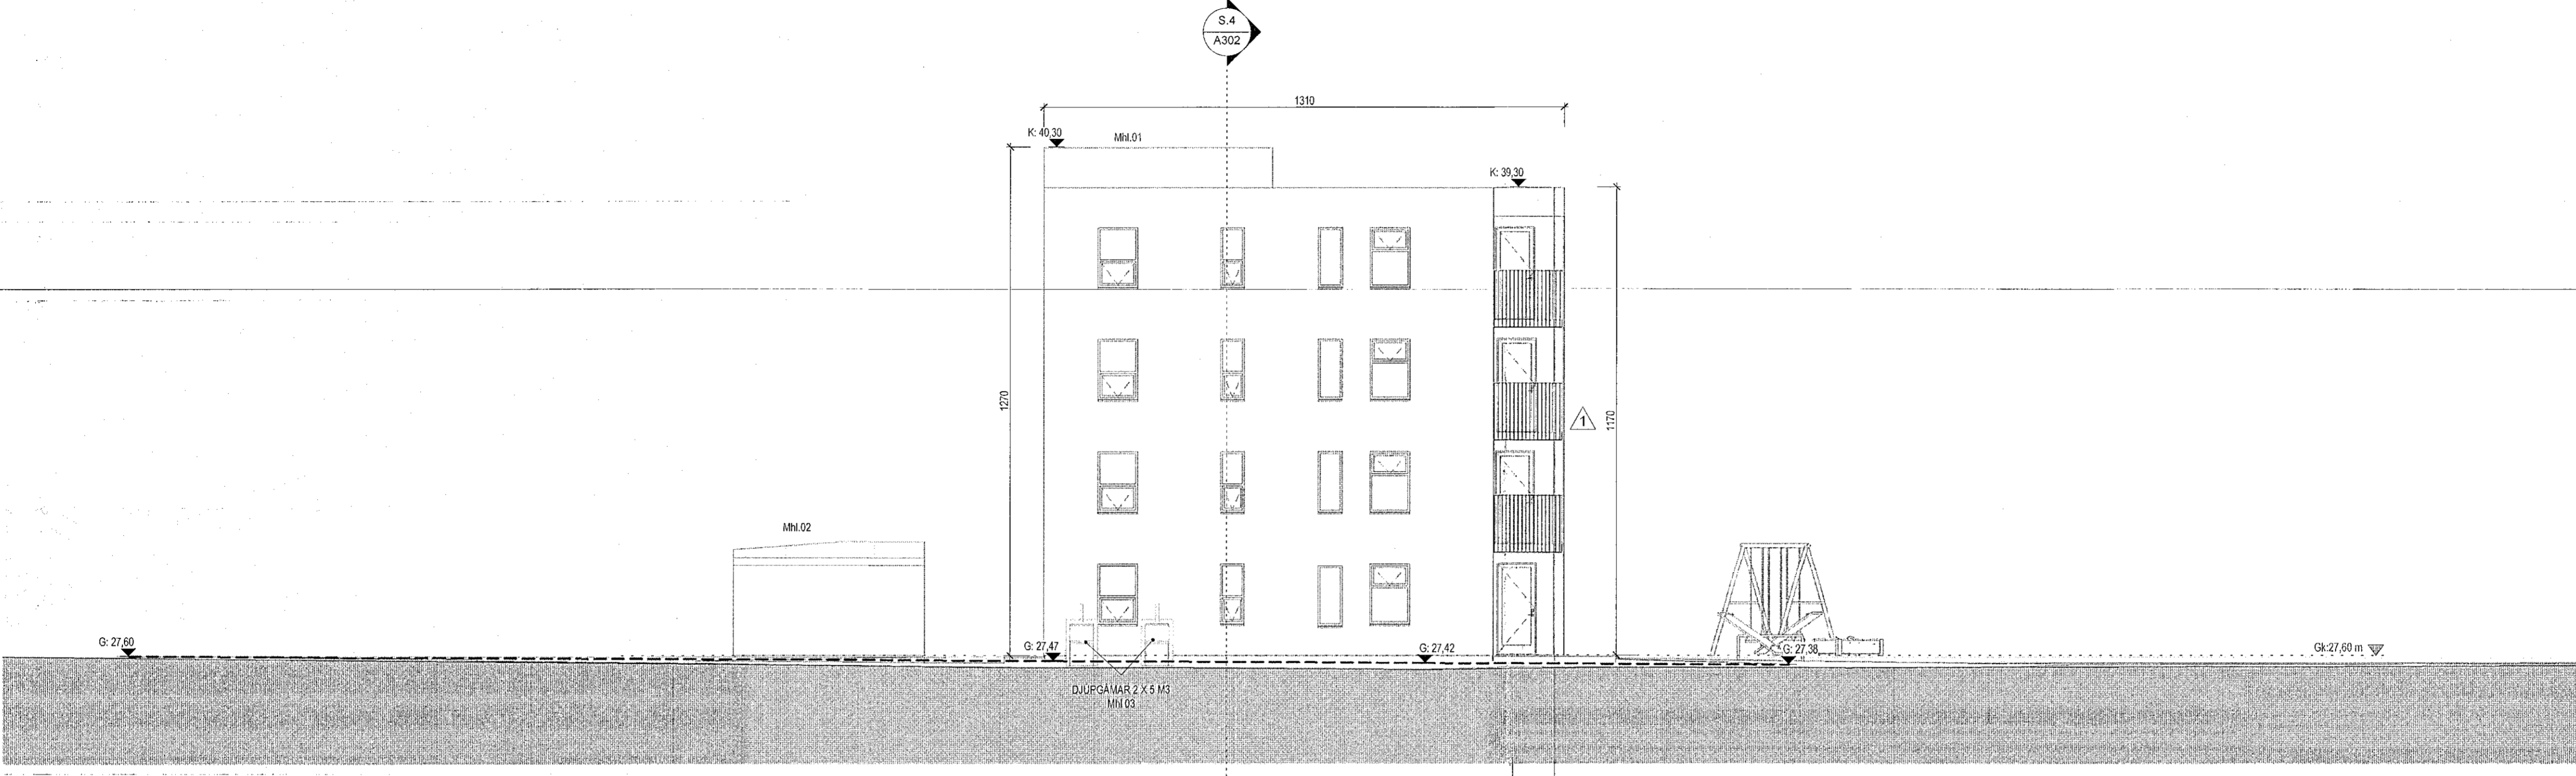 S.4
A302
1310
K: 40,30
Mhl.01
K: 39,30
1270
1
1170
Mhl.02
G: 27,60
G: 27,47
G: 27,42
G: 27,38
Gk:27,60 m
DJÚPGÁMAR 2 X 5 M3
Mhl 03